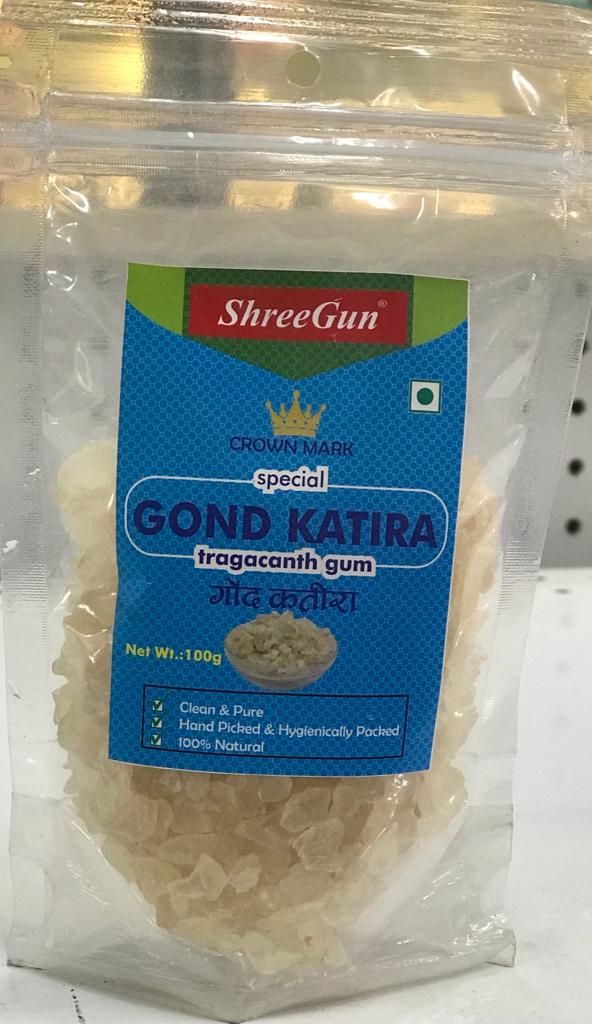 ShreeGun®
CROWN MARK
special
GOND KATIRA
tragacanth gum
गोंद कतीरा
Net Wt.:100g
Clean & Pure
Hand Picked & Hygienically Packed
100% Natural